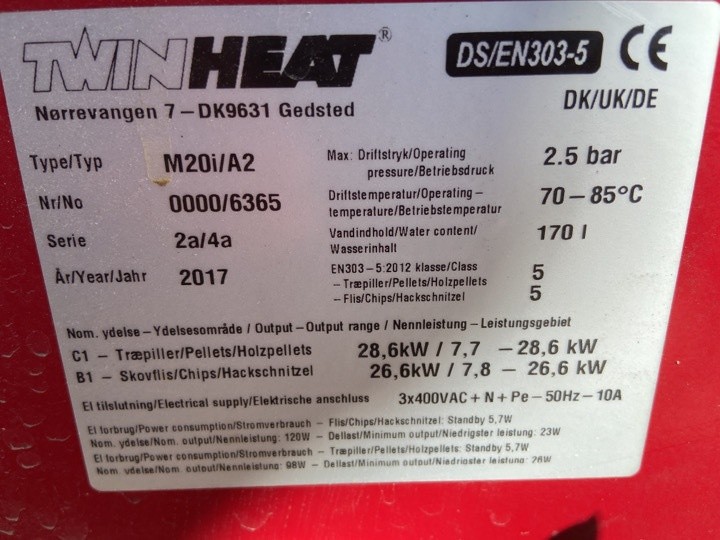 TWINHEAT® DS/EN303-5 CE
Nørrevangen 7 – DK9631 Gedsted DK/UK/DE
Type/Typ M20i/A2 Max: Driftstryk/Operating pressure/Betriebsdruck 2.5 bar
Nr/No 0000/6365 Driftstemperatur/Operating – temperature/Betriebstemperatur 70 – 85°C
Serie 2a/4a Vandindhold/Water content/ Wasserinhalt 170 l
År/Year/Jahr 2017 EN303 – 5:2012 klasse/Class
– Træpiller/Pellets/Holzpellets 5
– Flis/Chips/Hackschnitzel 5
Nom. ydelse – Ydelsesområde / Output – Output range / Nennleistung – Leistungsgebiet
C1 – Træpiller/Pellets/Holzpellets 28,6kW / 7,7 – 28,6 kW
B1 – Skovflis/Chips/Hackschnitzel 26,6kW / 7,8 – 26,6 kW
El tilslutning/Electrical supply/Elektrische anschluss 3x400VAC + N + Pe – 50Hz – 10A
El forbrug/Power consumption/Stromverbrauch – Flis/Chips/Hackschnitzel: Standby 5,7W
Nom. ydelse/Nom. output/Nennleistung: 120W – Dellast/Minimum output/Niedrigster leistung: 23W
El forbrug/Power consumption/Stromverbrauch – Træpiller/Pellets/Holzpellets: Standby 5,7W
Nom. ydelse/Nom. output/Nennleistung: 98W – Dellast/Minimum output/Niedrigster leistung: 26W